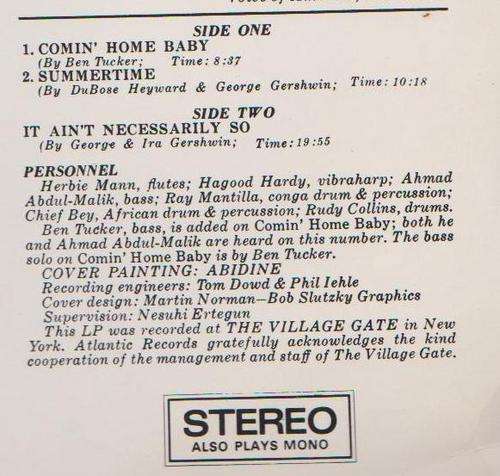 SIDE ONE
1. COMIN' HOME BABY
(By Ben Tucker; Time: 8:37
2. SUMMERTIME
(By DuBose Heyward & George Gershwin; Time: 10:18
SIDE TWO
IT AIN'T NECESSARILY SO
(By George & Ira Gershwin; Time: 19:55
PERSONNEL
Herbie Mann, flutes; Hagood Hardy, vibraharp; Ahmad
Abdul-Malik, bass; Ray Mantilla, conga drum & percussion;
Chief Bey, African drum & percussion; Rudy Collins, drums.
Ben Tucker, bass, is added on Comin' Home Baby; both he
and Ahmad Abdul-Malik are heard on this number. The bass
solo on Comin' Home Baby is by Ben Tucker.
COVER PAINTING: ABIDINE
Recording engineers: Tom Dowd & Phil Iehle
Cover design: Martin Norman—Bob Slutzky Graphics
Supervision: Nesuhi Ertegun
This LP was recorded at THE VILLAGE GATE in New
York. Atlantic Records gratefully acknowledges the kind
cooperation of the management and staff of The Village Gate.
STEREO
ALSO PLAYS MONO